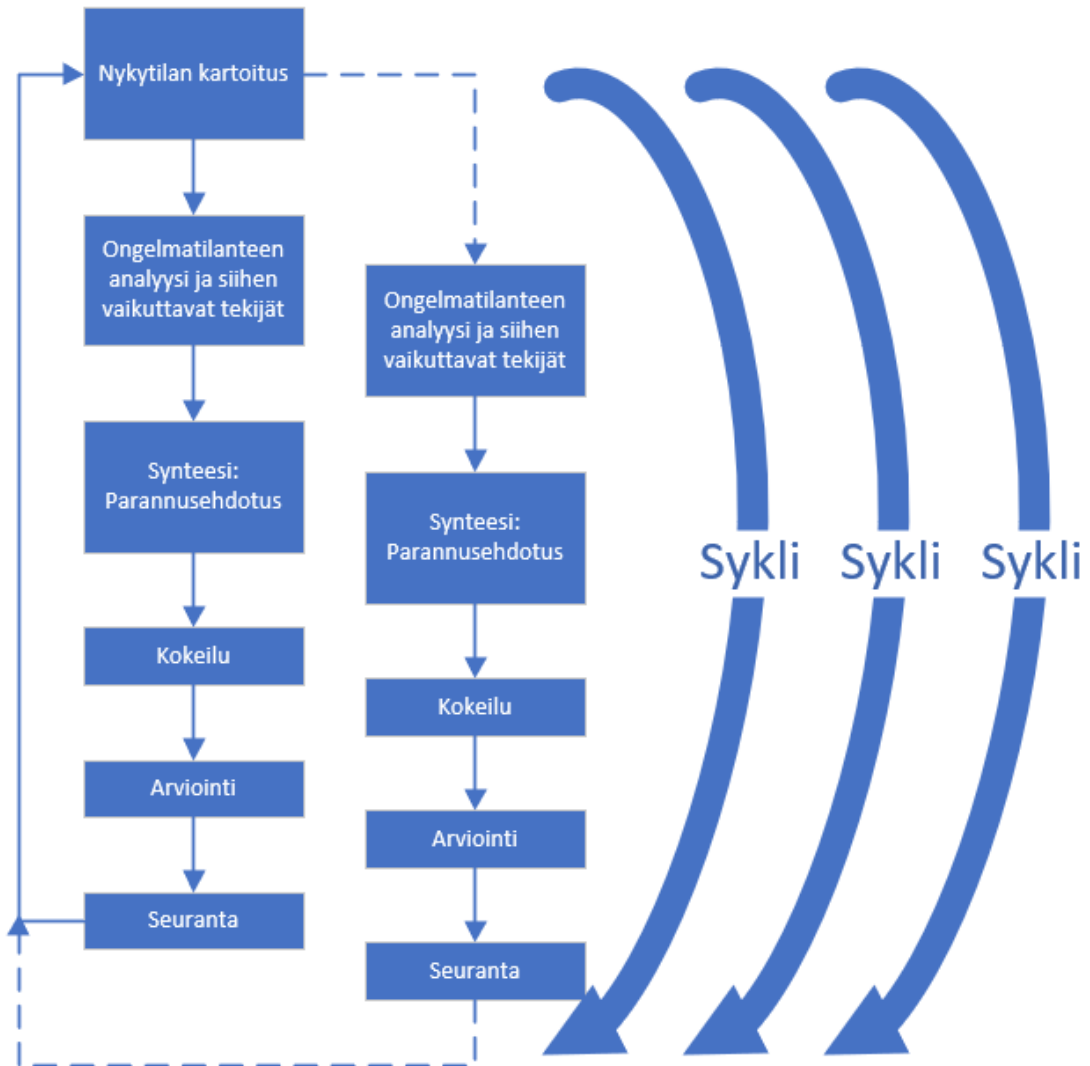 Nykytilan kartoitus
Ongelmatilanteen
analyysi ja siihen
vaikuttavat tekijät
Synteesi:
Parannusehdotus
Kokeilu
Arviointi
Seuranta
Ongelmatilanteen
analyysi ja siihen
vaikuttavat tekijät
Synteesi:
Parannusehdotus
Kokeilu
Arviointi
Seuranta
Sykli
Sykli
Sykli